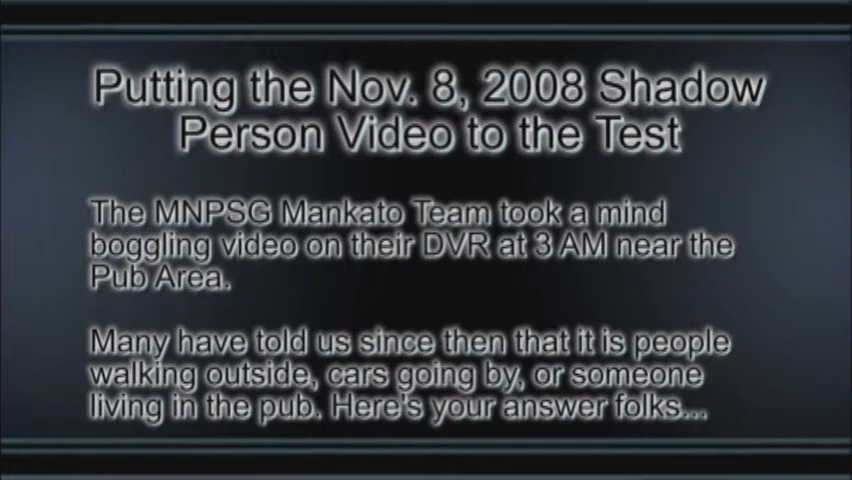 Putting the Nov. 8, 2008 Shadow
Person Video to the Test
The MNPSG Mankato Team took a mind
boggling video on their DVR at 3 AM near the
Pub Area.
Many have told us since then that it is people
walking outside, cars going by, or someone
living in the pub. Here's your answer folks...